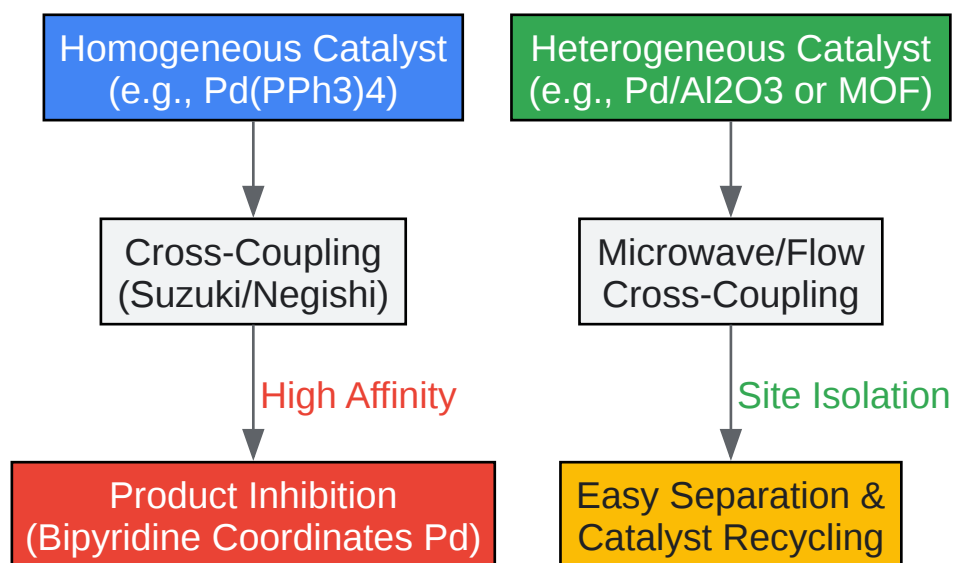 Homogeneous Catalyst
(e.g., Pd(PPh3)4)
Heterogeneous Catalyst
(e.g., Pd/Al2O3 or MOF)
Cross-Coupling
(Suzuki/Negishi)
Microwave/Flow
Cross-Coupling
High Affinity
Site Isolation
Product Inhibition
(Bipyridine Coordinates Pd)
Easy Separation &
Catalyst Recycling